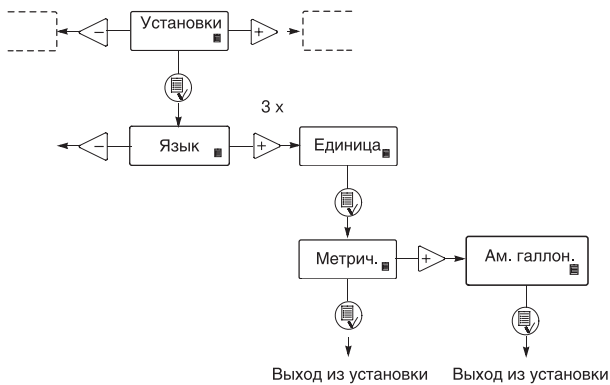 Установки
− +
3 x
− Язык + Единица
Метрич. + Ам. галлон.
Выход из установки Выход из установки